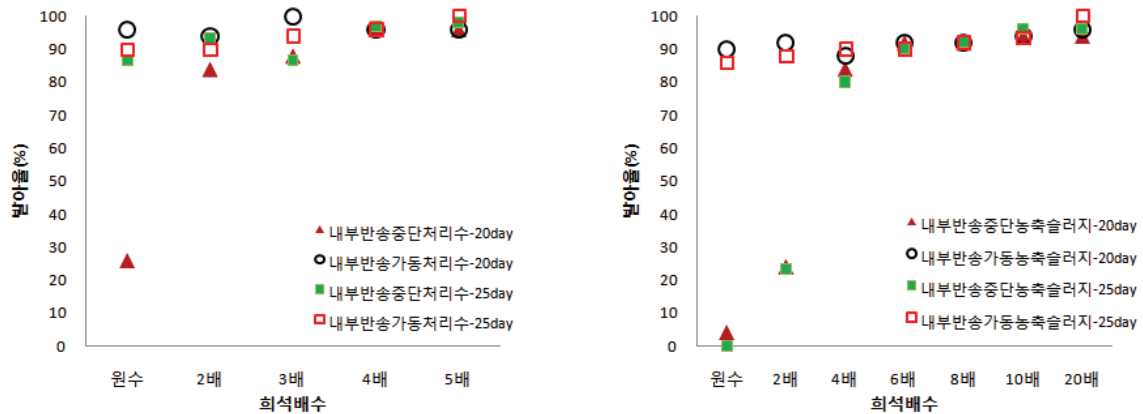 100
90
80
70
60
50
40
30
20
10
0
발아율(%)
원수 2배 3배 4배 5배
희석배수
내부반송중단처리수-20day
내부반송가동처리수-20day
내부반송중단처리수-25day
내부반송가동처리수-25day
100
90
80
70
60
50
40
30
20
10
0
발아율(%)
원수 2배 4배 6배 8배 10배 20배
희석배수
내부반송중단농축슬러지-20day
내부반송가동농축슬러지-20day
내부반송중단농축슬러지-25day
내부반송가동농축슬러지-25day